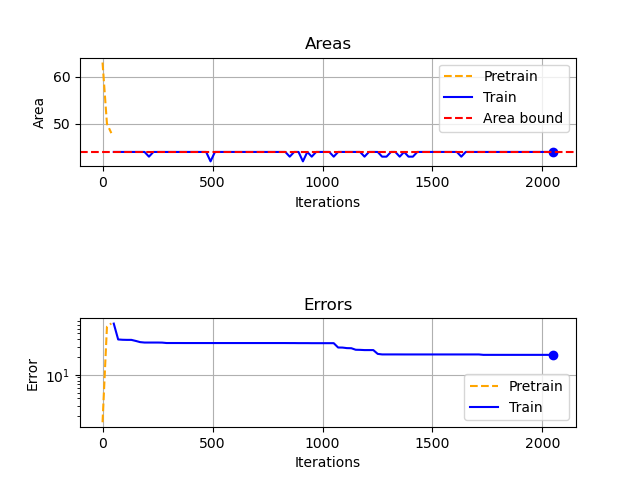 Areas
60
50
Area
Pretrain
Train
Area bound
0
500
1000
1500
2000
Iterations
Errors
10¹
Error
Pretrain
Train
0
500
1000
1500
2000
Iterations